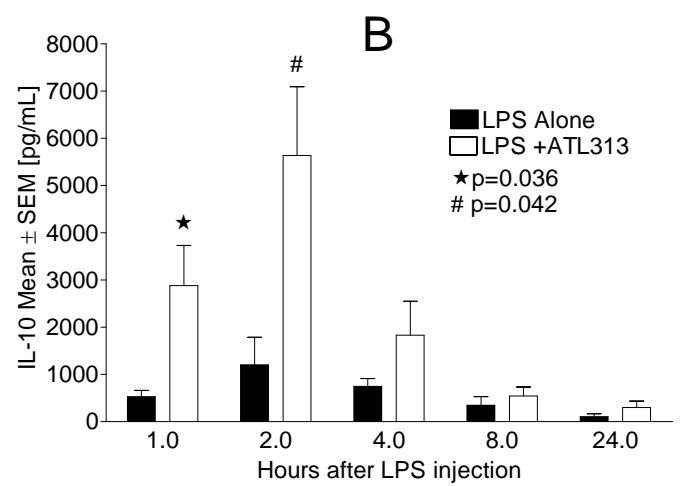 B
8000
7000
6000
5000
4000
3000
2000
1000
0
IL-10 Mean ± SEM [pg/mL]
★
#
LPS Alone
LPS +ATL313
★p=0.036
# p=0.042
1.0 2.0 4.0 8.0 24.0
Hours after LPS injection